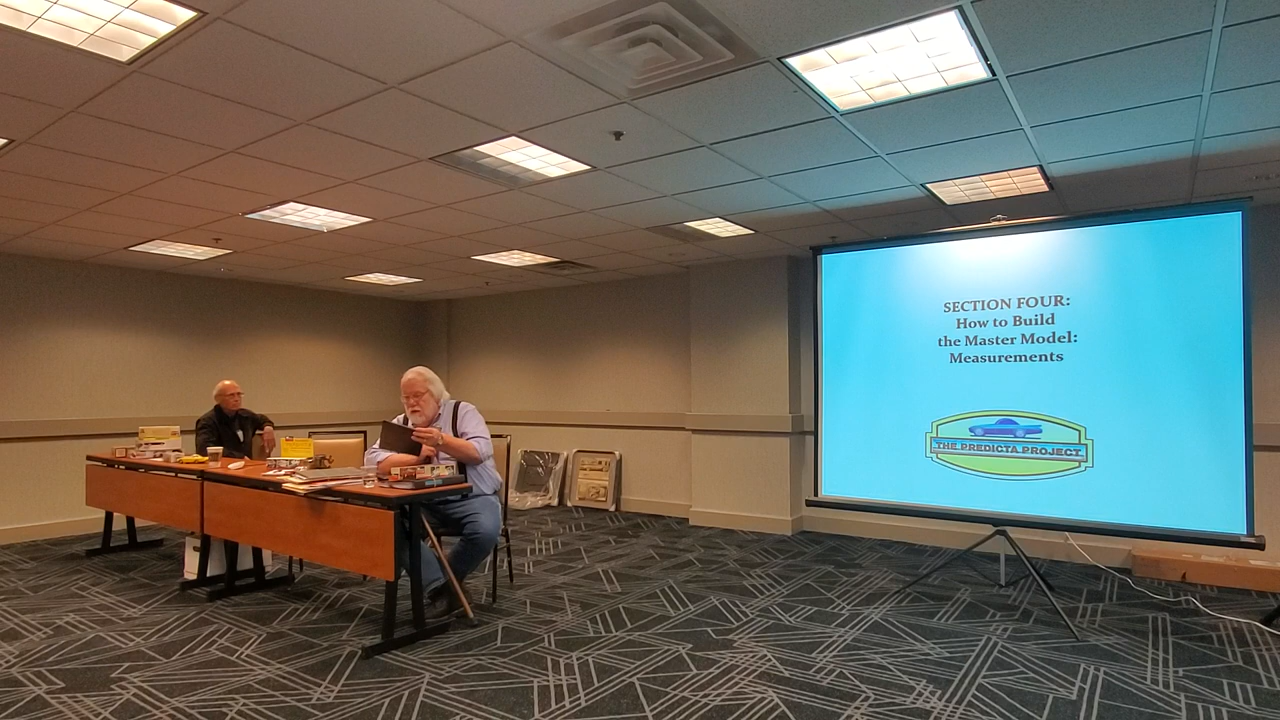 SECTION FOUR:
How to Build
the Master Model:
Measurements
THE PREDICTA PROJECT